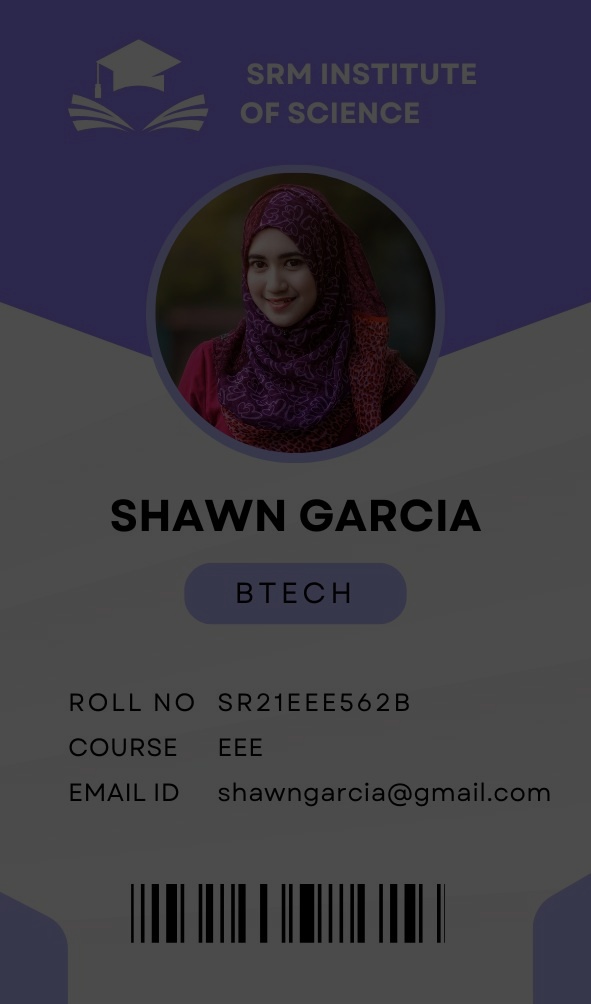 SRM INSTITUTE
OF SCIENCE
SHAWN GARCIA
BTECH
ROLL NO SR21EEE562B
COURSE EEE
EMAIL ID shawngarcia@gmail.com